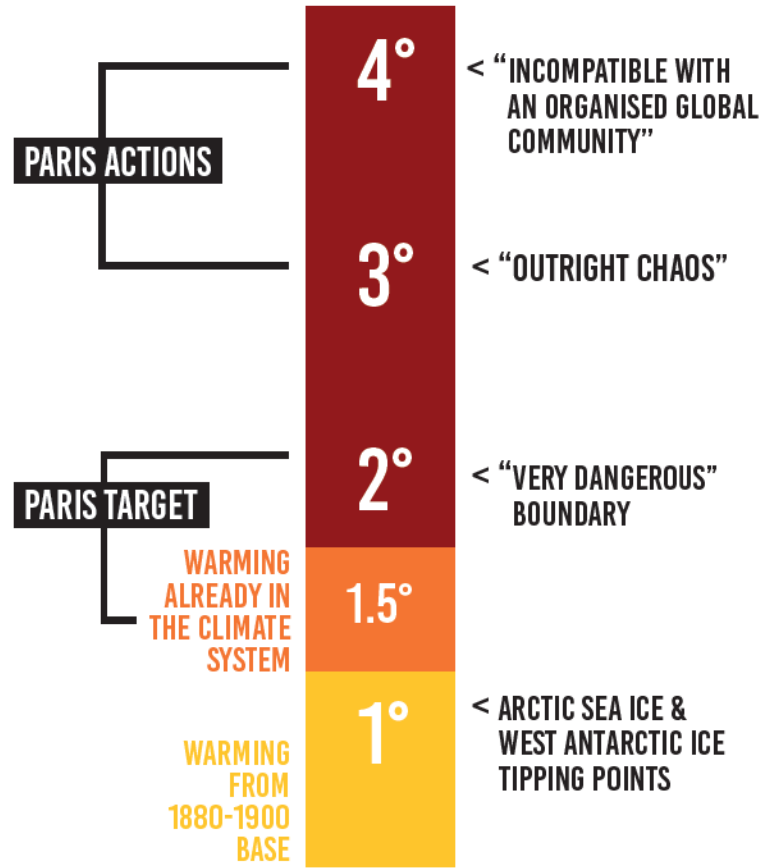 4°
< "INCOMPATIBLE WITH
AN ORGANISED GLOBAL
COMMUNITY"
PARIS ACTIONS
3°
< "OUTRIGHT CHAOS"
2°
< "VERY DANGEROUS"
BOUNDARY
PARIS TARGET
WARMING
ALREADY IN
THE CLIMATE
SYSTEM
1.5°
1°
< ARCTIC SEA ICE &
WEST ANTARCTIC ICE
TIPPING POINTS
WARMING
FROM
1880-1900
BASE